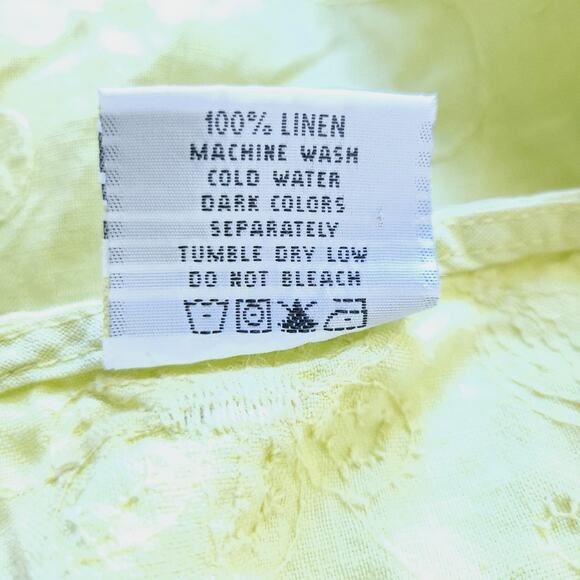 100% LINEN
MACHINE WASH
COLD WATER
DARK COLORS
SEPARATELY
TUMBLE DRY LOW
DO NOT BLEACH